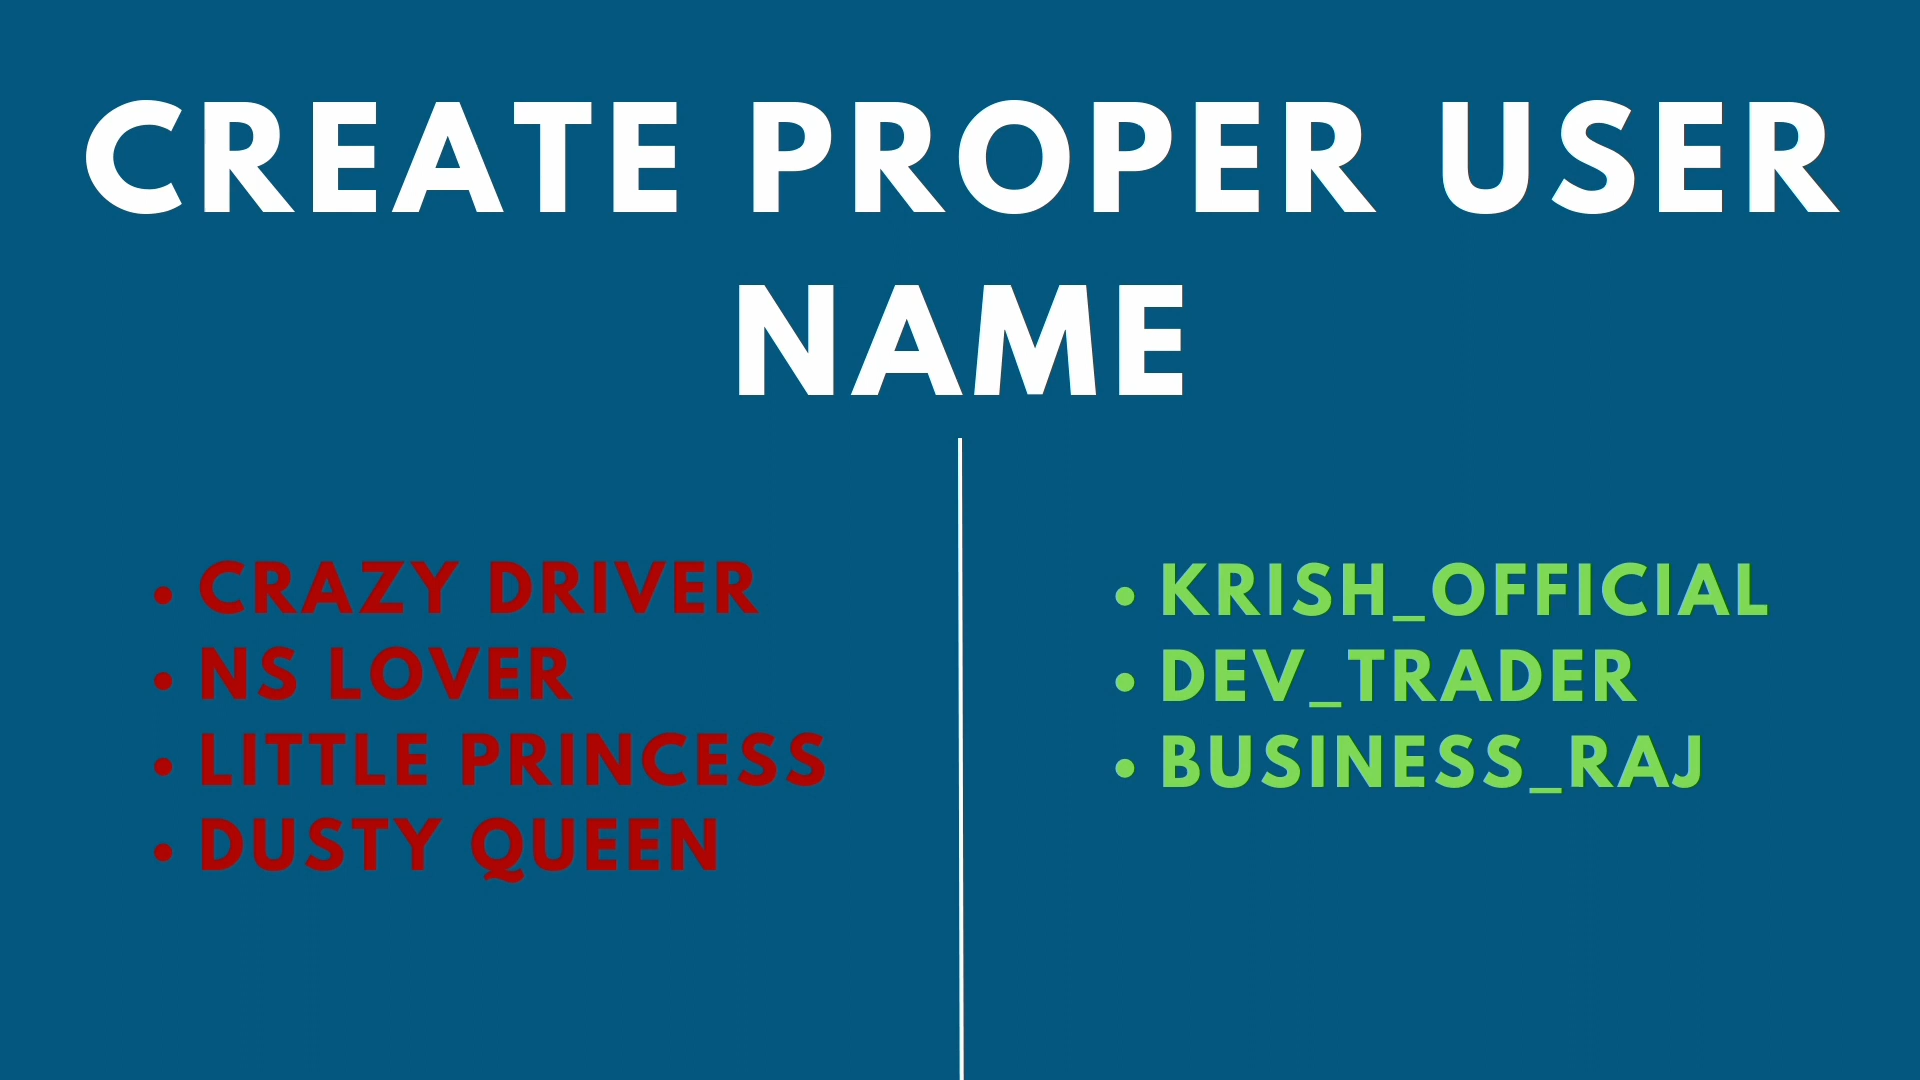 CREATE PROPER USER
NAME
• CRAZY DRIVER
• NS LOVER
• LITTLE PRINCESS
• DUSTY QUEEN
• KRISH_OFFICIAL
• DEV_TRADER
• BUSINESS_RAJ